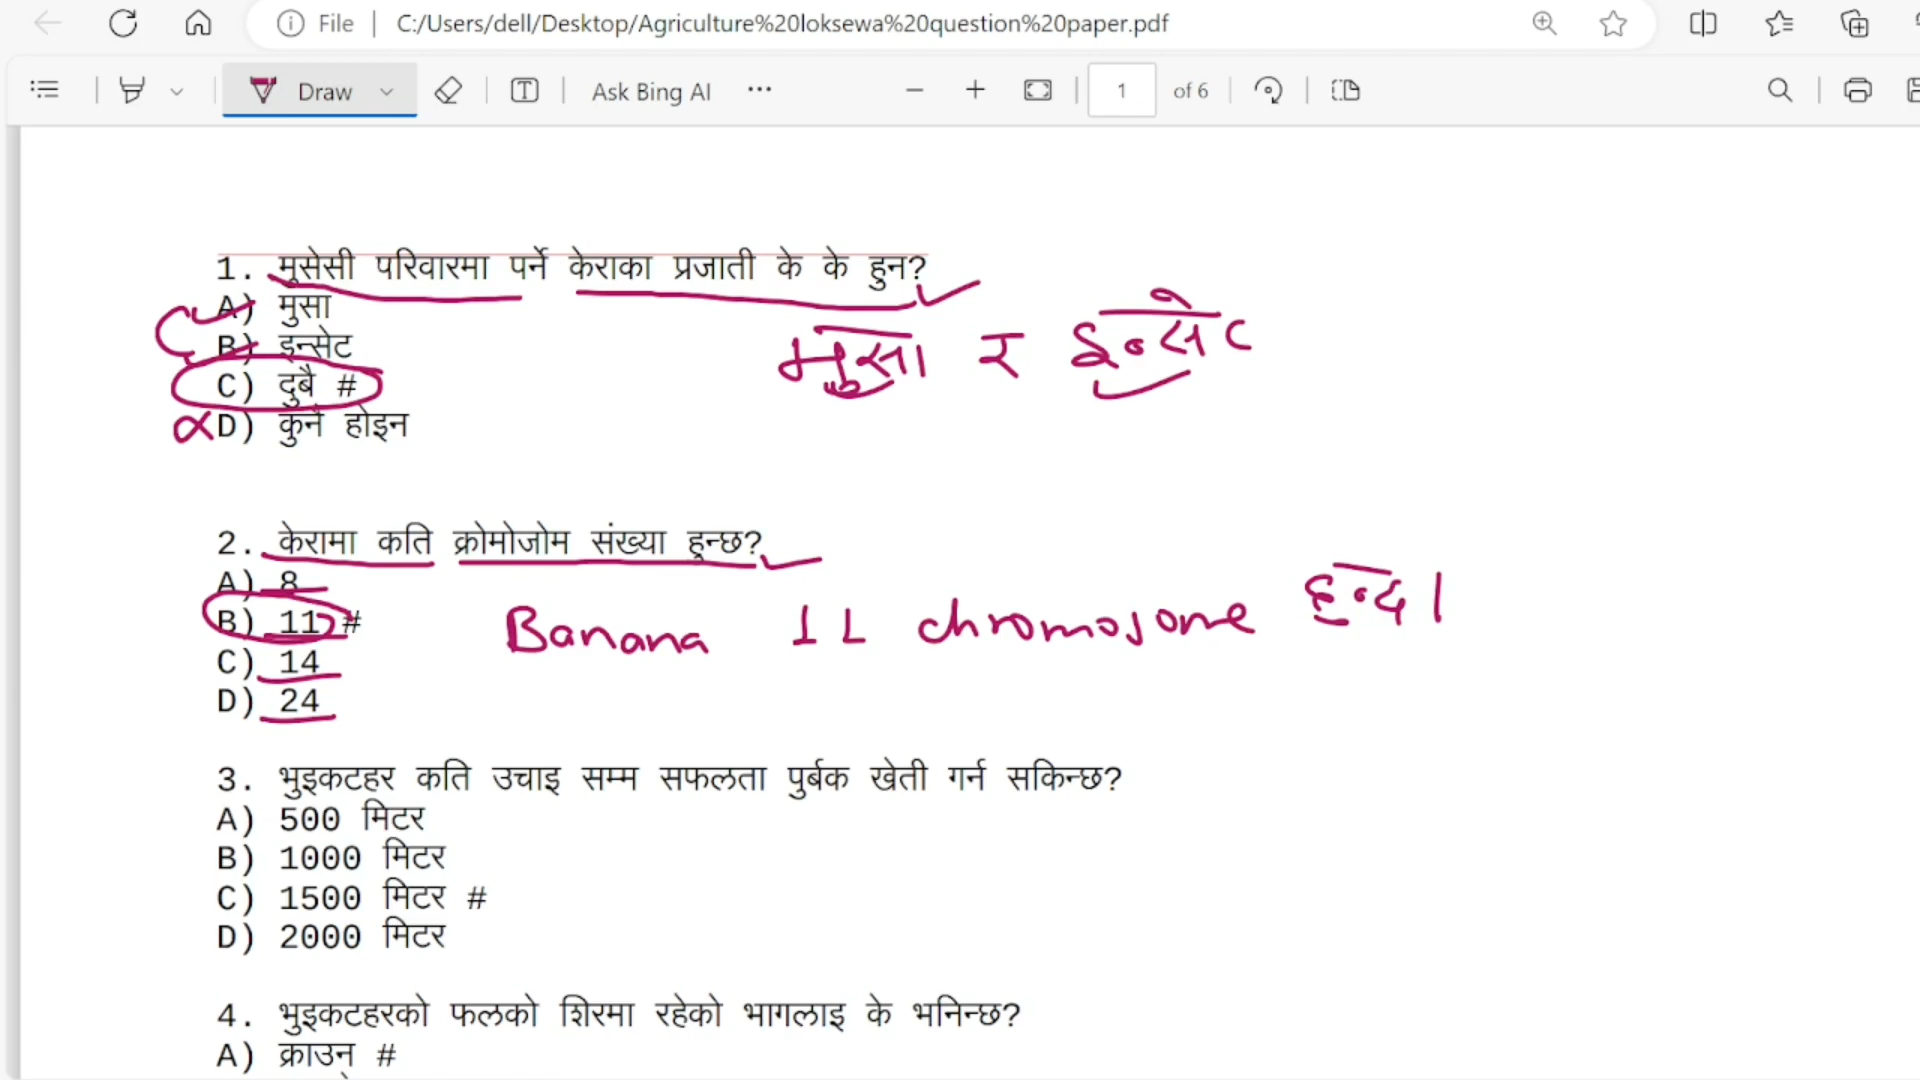 File | C:/Users/dell/Desktop/Agriculture%20loksewa%20question%20paper.pdf
Draw T Ask Bing AI ... 1 of 6
1. मुसेसी परिवारमा पर्ने केराका प्रजाती के के हुन?
A) मुसा
B) इन्सेट
मुसा र इन्सेट
C) दुबै #
D) कुनै होइन
2. केरामा कति क्रोमोजोम संख्या हुन्छ?
A) 8
B) 11 #
Banana 11 chromosome
C) 14
D) 24
3. भुइकटहर कति उचाइ सम्म सफलता पुर्बक खेती गर्न सकिन्छ?
A) 500 मिटर
B) 1000 मिटर
C) 1500 मिटर #
D) 2000 मिटर
4. भुइकटहरको फलको शिरमा रहेको भागलाइ के भनिन्छ?
A) क्राउन् #